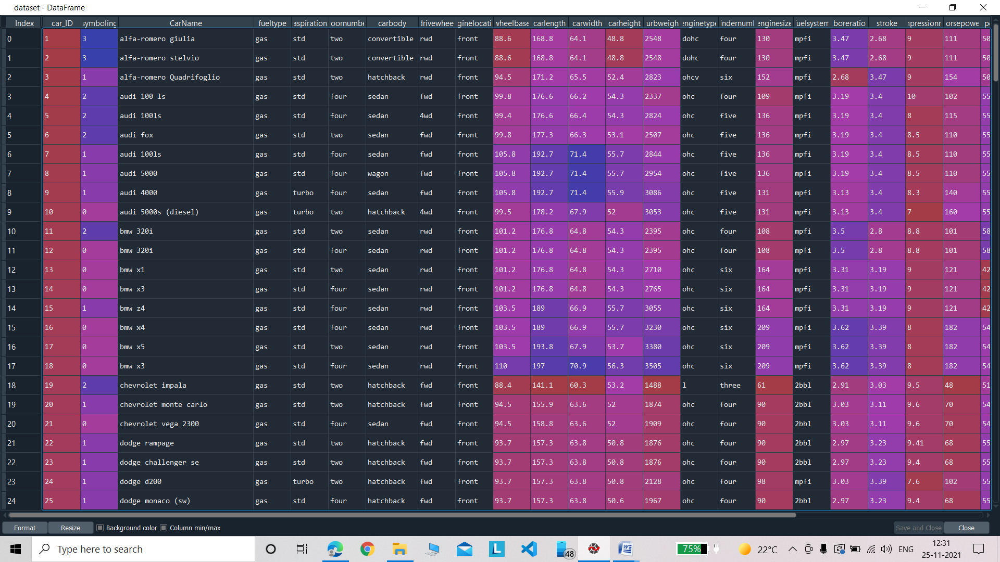 dataset - DataFrame
Index car_ID symboling CarName fueltype aspiration oornumbe carbody drivewhee ginelocati wheelbase carlength carwidth carheight urbweigh enginetype indernuml enginesize uelsystem boreratio stroke npressionr orsepowe pe
0 1 3 alfa-romero giulia gas std two convertible rwd front 88.6 168.8 64.1 48.8 2548 dohc four 130 mpfi 3.47 2.68 9 111 50
1 2 3 alfa-romero stelvio gas std two convertible rwd front 88.6 168.8 64.1 48.8 2548 dohc four 130 mpfi 3.47 2.68 9 111 50
2 3 1 alfa-romero Quadrifoglio gas std two hatchback rwd front 94.5 171.2 65.5 52.4 2823 ohcv six 152 mpfi 2.68 3.47 9 154 50
3 4 2 audi 100 ls gas std four sedan fwd front 99.8 176.6 66.2 54.3 2337 ohc four 109 mpfi 3.19 3.4 10 102 55
4 5 2 audi 100ls gas std four sedan 4wd front 99.4 176.6 66.4 54.3 2824 ohc five 136 mpfi 3.19 3.4 8 115 55
5 6 2 audi fox gas std two sedan fwd front 99.8 177.3 66.3 53.1 2507 ohc five 136 mpfi 3.19 3.4 8.5 110 55
6 7 1 audi 100ls gas std four sedan fwd front 105.8 192.7 71.4 55.7 2844 ohc five 136 mpfi 3.19 3.4 8.5 110 55
7 8 1 audi 5000 gas std four wagon fwd front 105.8 192.7 71.4 55.7 2954 ohc five 136 mpfi 3.19 3.4 8.5 110 55
8 9 1 audi 4000 gas turbo four sedan fwd front 105.8 192.7 71.4 55.9 3086 ohc five 131 mpfi 3.13 3.4 8.3 140 55
9 10 0 audi 5000s (diesel) gas turbo two hatchback 4wd front 99.5 178.2 67.9 52 3053 ohc five 131 mpfi 3.13 3.4 7 160 55
10 11 2 bmw 320i gas std two sedan rwd front 101.2 176.8 64.8 54.3 2395 ohc four 108 mpfi 3.5 2.8 8.8 101 58
11 12 0 bmw 320i gas std four sedan rwd front 101.2 176.8 64.8 54.3 2395 ohc four 108 mpfi 3.5 2.8 8.8 101 58
12 13 0 bmw x1 gas std two sedan rwd front 101.2 176.8 64.8 54.3 2710 ohc six 164 mpfi 3.31 3.19 9 121 42
13 14 0 bmw x3 gas std four sedan rwd front 101.2 176.8 64.8 54.3 2765 ohc six 164 mpfi 3.31 3.19 9 121 42
14 15 1 bmw z4 gas std four sedan rwd front 103.5 189 66.9 55.7 3055 ohc six 164 mpfi 3.31 3.19 9 121 42
15 16 0 bmw x4 gas std four sedan rwd front 103.5 189 66.9 55.7 3230 ohc six 209 mpfi 3.62 3.39 8 182 54
16 17 0 bmw x5 gas std two sedan rwd front 103.5 193.8 67.9 53.7 3380 ohc six 209 mpfi 3.62 3.39 8 182 54
17 18 0 bmw x3 gas std four sedan rwd front 110 197 70.9 56.3 3505 ohc six 209 mpfi 3.62 3.39 8 182 54
18 19 2 chevrolet impala gas std two hatchback fwd front 88.4 141.1 60.3 53.2 1488 l three 61 2bbl 2.91 3.03 9.5 48 51
19 20 1 chevrolet monte carlo gas std two hatchback fwd front 94.5 155.9 63.6 52 1874 ohc four 90 2bbl 3.03 3.11 9.6 70 54
20 21 0 chevrolet vega 2300 gas std four sedan fwd front 94.5 158.8 63.6 52 1909 ohc four 90 2bbl 3.03 3.11 9.6 70 54
21 22 1 dodge rampage gas std two hatchback fwd front 93.7 157.3 63.8 50.8 1876 ohc four 90 2bbl 2.97 3.23 9.41 68 55
22 23 1 dodge challenger se gas std two hatchback fwd front 93.7 157.3 63.8 50.8 1876 ohc four 90 2bbl 2.97 3.23 9.4 68 55
23 24 1 dodge d200 gas turbo two hatchback fwd front 93.7 157.3 63.8 50.8 2128 ohc four 98 mpfi 3.03 3.39 7.6 102 55
24 25 1 dodge monaco (sw) gas std four hatchback fwd front 93.7 157.3 63.8 50.6 1967 ohc four 90 2bbl 2.97 3.23 9.4 68 55
Format Resize Background color Column min/max Save and Close Close
Type here to search L 48 W 75% 22°C ENG 12:31
25-11-2021